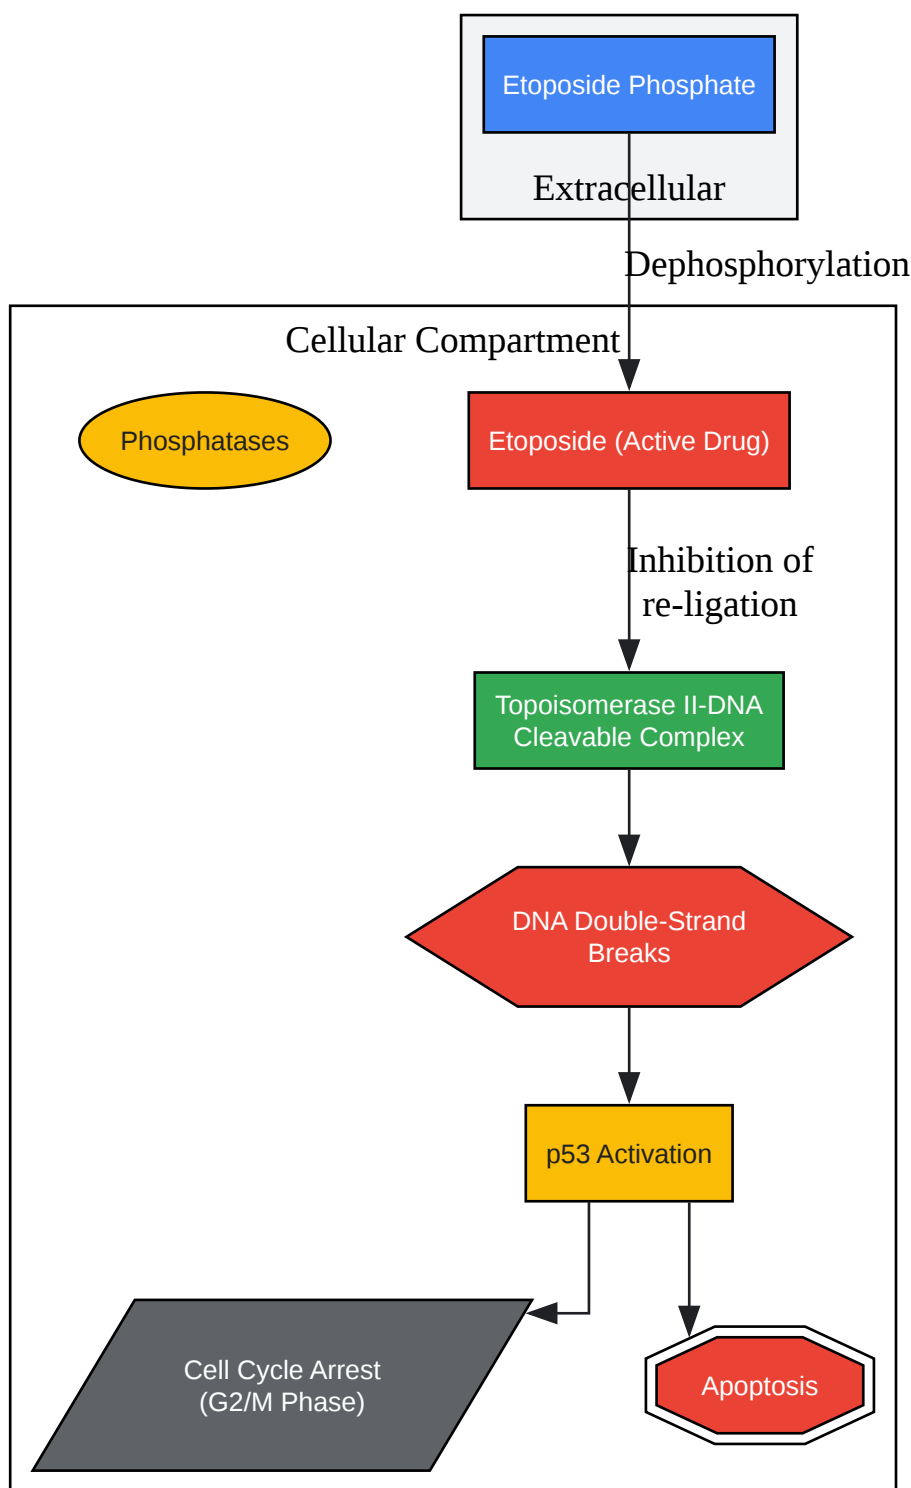 Etoposide Phosphate
Extracellular
Dephosphorylation
Cellular Compartment
Phosphatases
Etoposide (Active Drug)
Inhibition of
re-ligation
Topoisomerase II-DNA
Cleavable Complex
DNA Double-Strand
Breaks
p53 Activation
Cell Cycle Arrest
(G2/M Phase)
Apoptosis